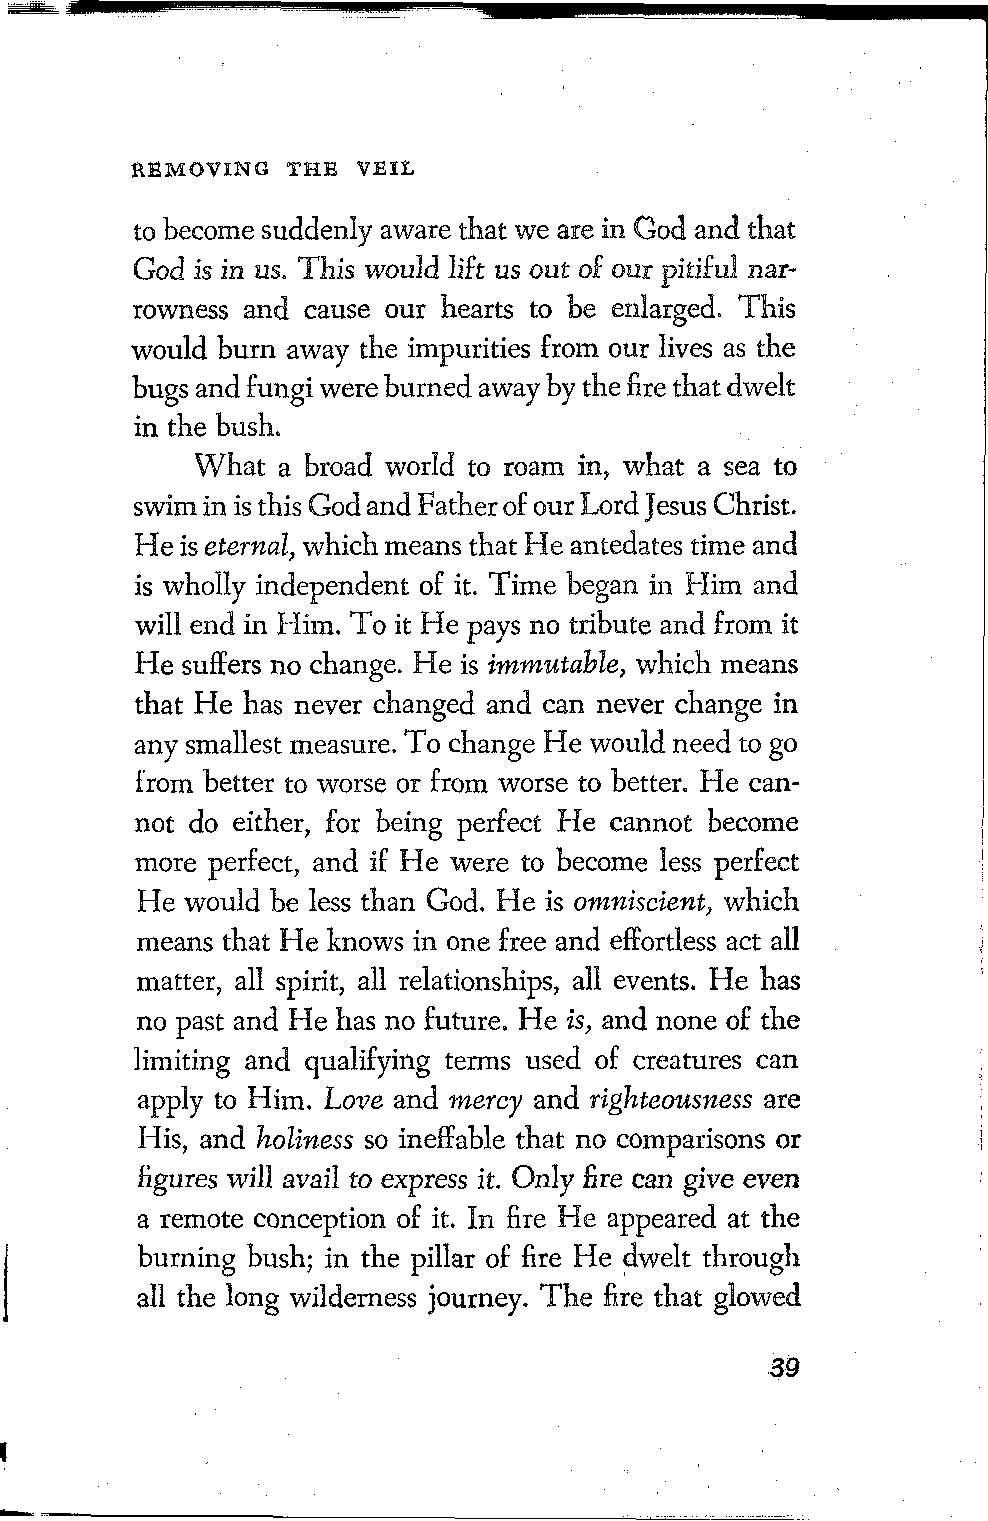 REMOVING THE VEIL
to become suddenly aware that we are in God and that
God is in us. This would lift us out of our pitiful nar-
rowness and cause our hearts to be enlarged. This
would burn away the impurities from our lives as the
bugs and fungi were burned away by the fire that dwelt
in the bush.
What a broad world to roam in, what a sea to
swim in is this God and Father of our Lord Jesus Christ.
He is eternal, which means that He antedates time and
is wholly independent of it. Time began in Him and
will end in Him. To it He pays no tribute and from it
He suffers no change. He is immutable, which means
that He has never changed and can never change in
any smallest measure. To change He would need to go
from better to worse or from worse to better. He can-
not do either, for being perfect He cannot become
more perfect, and if He were to become less perfect
He would be less than God. He is omniscient, which
means that He knows in one free and effortless act all
matter, all spirit, all relationships, all events. He has
no past and He has no future. He is, and none of the
limiting and qualifying terms used of creatures can
apply to Him. Love and mercy and righteousness are
His, and holiness so ineffable that no comparisons or
figures will avail to express it. Only fire can give even
a remote conception of it. In fire He appeared at the
burning bush; in the pillar of fire He dwelt through
all the long wilderness journey. The fire that glowed
39